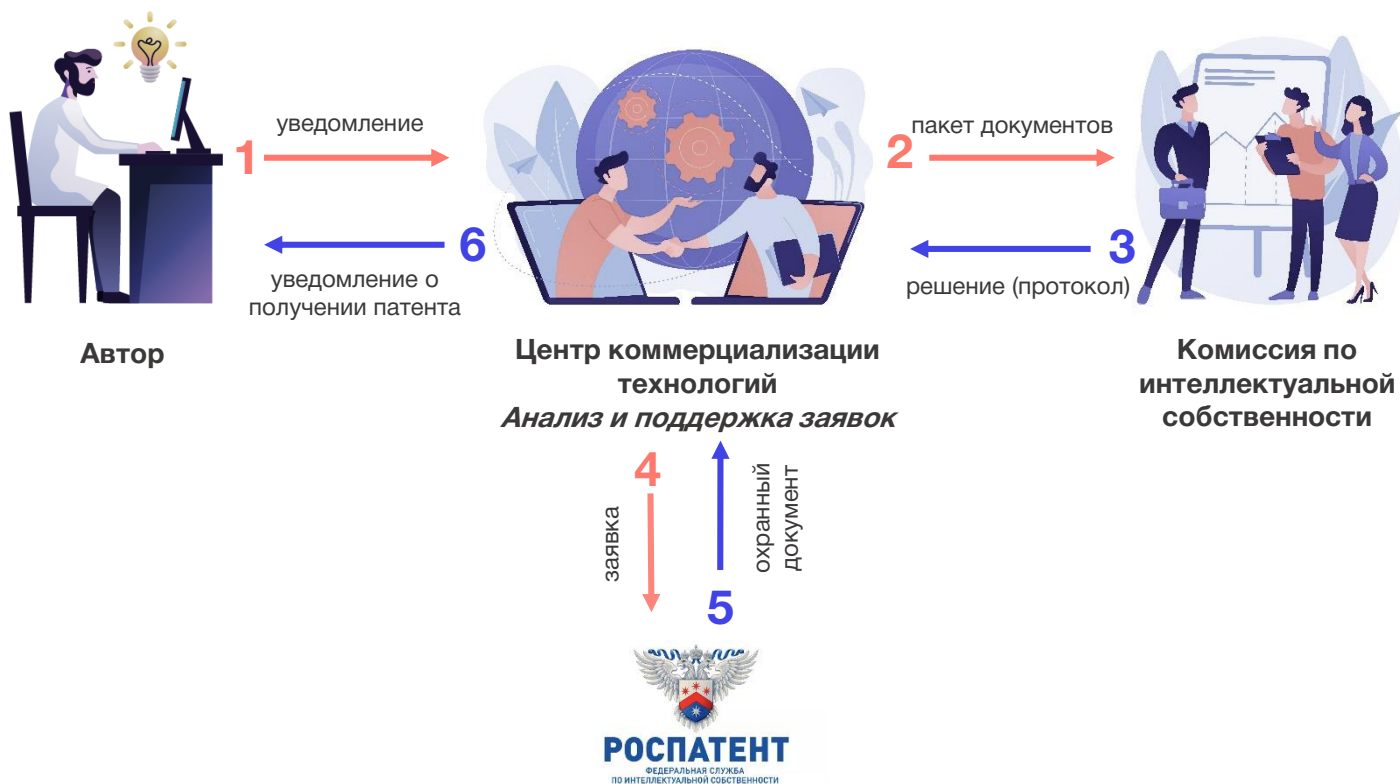 1
уведомление
2
пакет документов
6
уведомление о
получении патента
3
решение (протокол)
Автор
Центр коммерциализации
технологий
Анализ и поддержка заявок
Комиссия по
интеллектуальной
собственности
4
заявка
охранный
документ
5
РОСПАТЕНТ
ФЕДЕРАЛЬНАЯ СЛУЖБА
ПО ИНТЕЛЛЕКТУАЛЬНОЙ СОБСТВЕННОСТИ